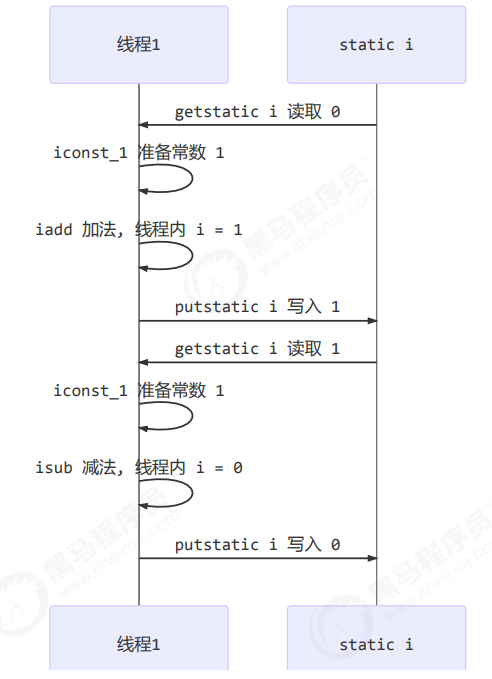 线程1
static i
getstatic i 读取 0
iconst_1 准备常数 1
iadd 加法, 线程内 i = 1
putstatic i 写入 1
getstatic i 读取 1
iconst_1 准备常数 1
isub 减法, 线程内 i = 0
putstatic i 写入 0
线程1
static i
黑马程序员
www.itheima.com
黑马程序员
www.itheima.com
黑马程序员
www.itheima.com